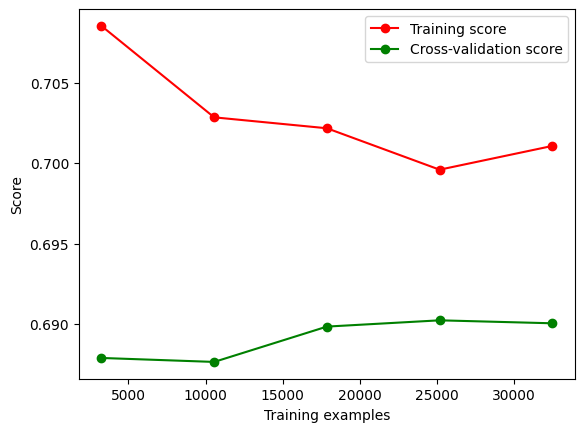 Training score
Cross-validation score
0.705
0.700
0.695
0.690
Score
5000 10000 15000 20000 25000 30000
Training examples